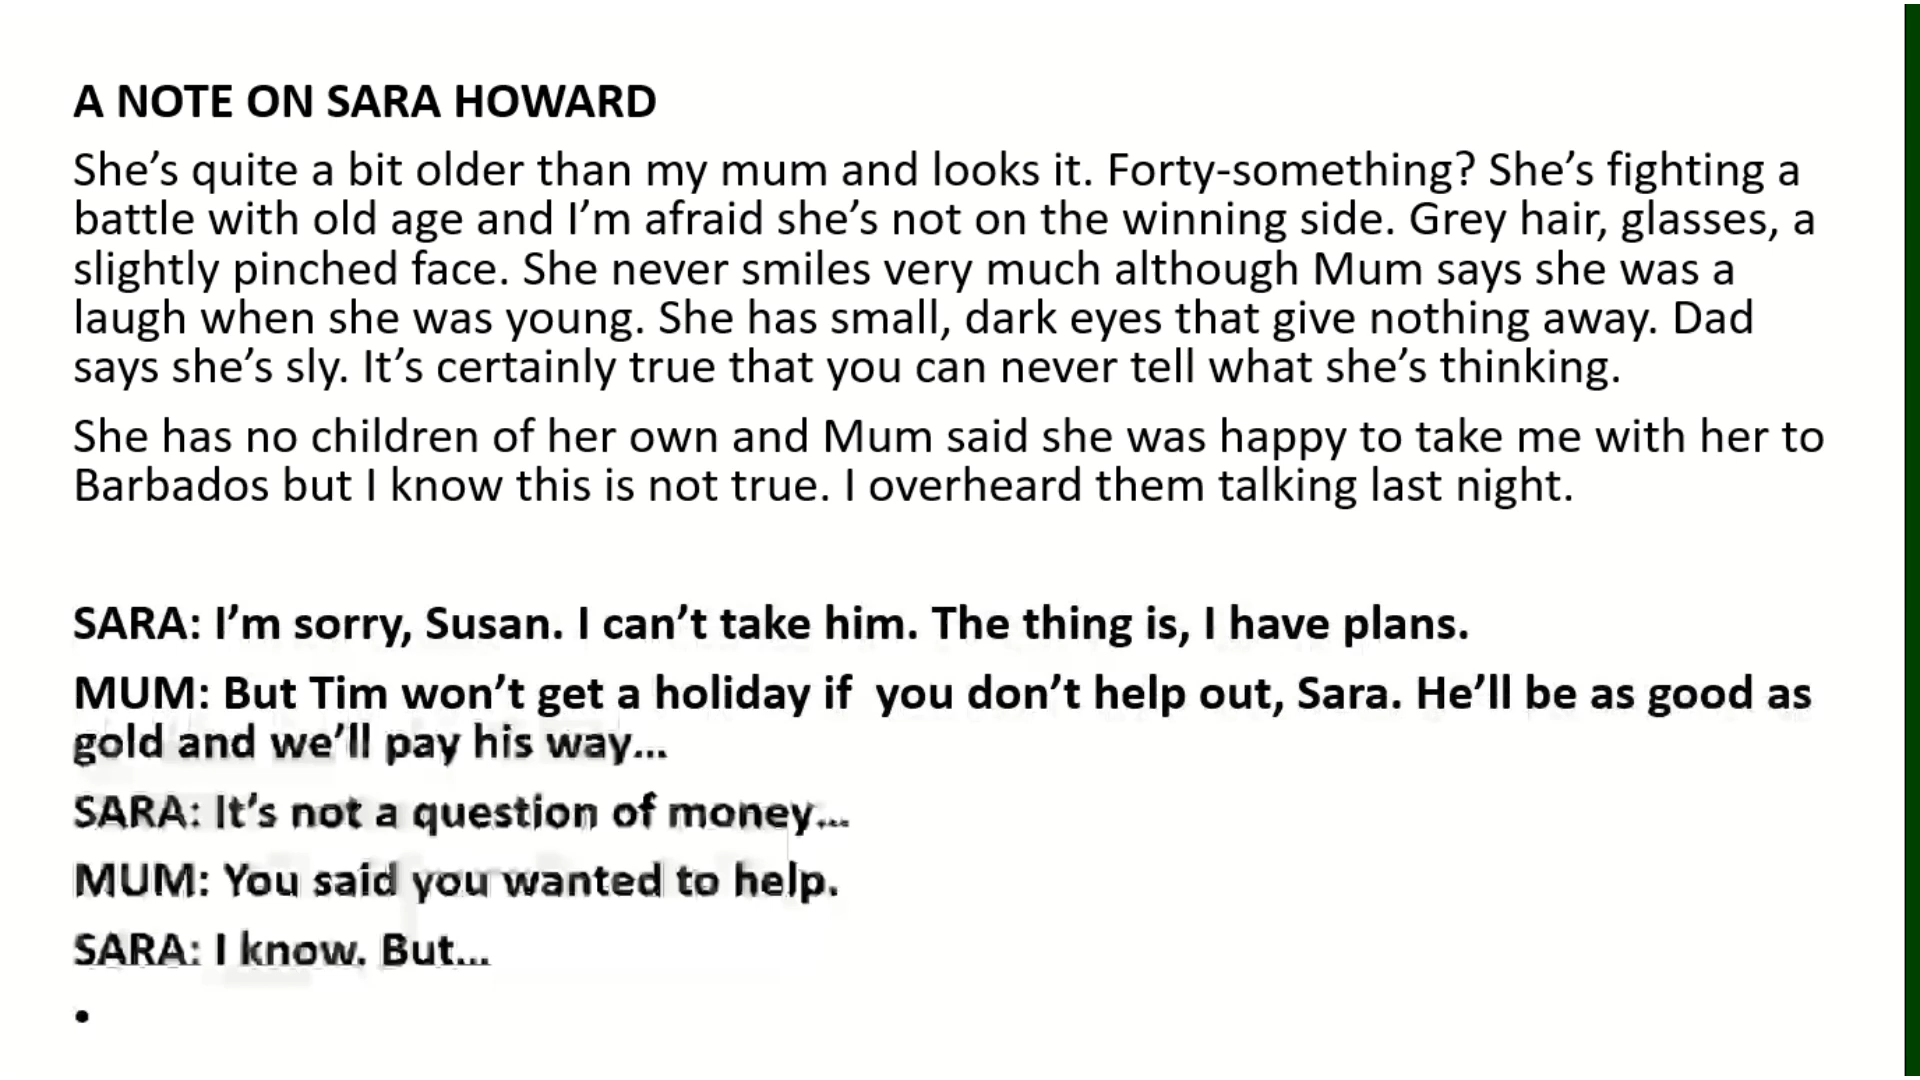 A NOTE ON SARA HOWARD
She’s quite a bit older than my mum and looks it. Forty-something? She’s fighting a
battle with old age and I’m afraid she’s not on the winning side. Grey hair, glasses, a
slightly pinched face. She never smiles very much although Mum says she was a
laugh when she was young. She has small, dark eyes that give nothing away. Dad
says she’s sly. It’s certainly true that you can never tell what she’s thinking.
She has no children of her own and Mum said she was happy to take me with her to
Barbados but I know this is not true. I overheard them talking last night.
SARA: I’m sorry, Susan. I can’t take him. The thing is, I have plans.
MUM: But Tim won’t get a holiday if  you don’t help out, Sara. He’ll be as good as
gold and we’ll pay his way…
SARA: It’s not a question of money…
MUM: You said you wanted to help.
SARA: I know. But…
•